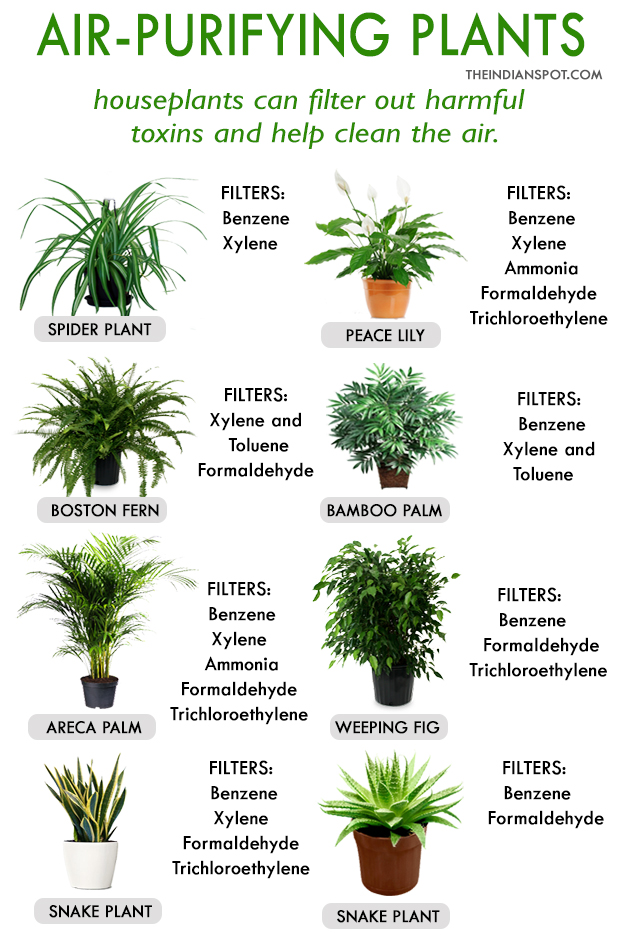 AIR-PURIFYING PLANTS
THEINDIANSPOT.COM
houseplants can filter out harmful
toxins and help clean the air.
FILTERS:
Benzene
Xylene
SPIDER PLANT
FILTERS:
Benzene
Xylene
Ammonia
Formaldehyde
Trichloroethylene
PEACE LILY
FILTERS:
Xylene and
Toluene
Formaldehyde
BOSTON FERN
FILTERS:
Benzene
Xylene and
Toluene
BAMBOO PALM
FILTERS:
Benzene
Xylene
Ammonia
Formaldehyde
Trichloroethylene
ARECA PALM
FILTERS:
Benzene
Formaldehyde
Trichloroethylene
WEEPING FIG
FILTERS:
Benzene
Xylene
Formaldehyde
Trichloroethylene
SNAKE PLANT
FILTERS:
Benzene
Formaldehyde
SNAKE PLANT